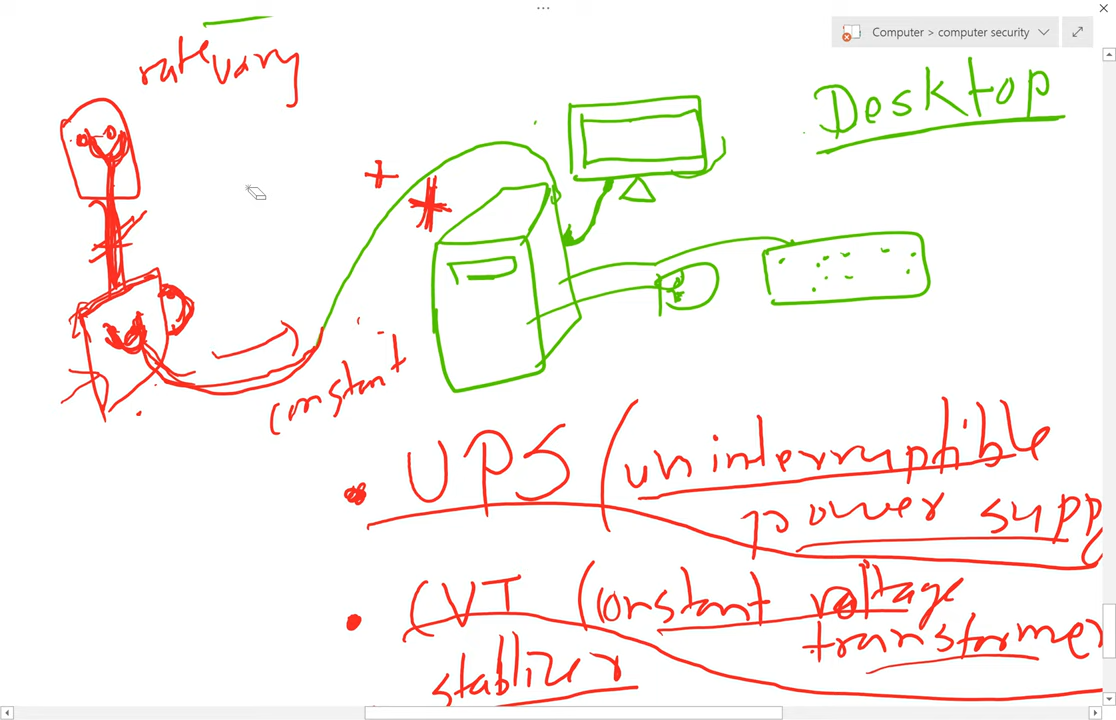 Computer > computer security
rate vary
Desktop
constant
UPS (uninterruptible
power supp
CVT (constant voltage
transformer
stablizer